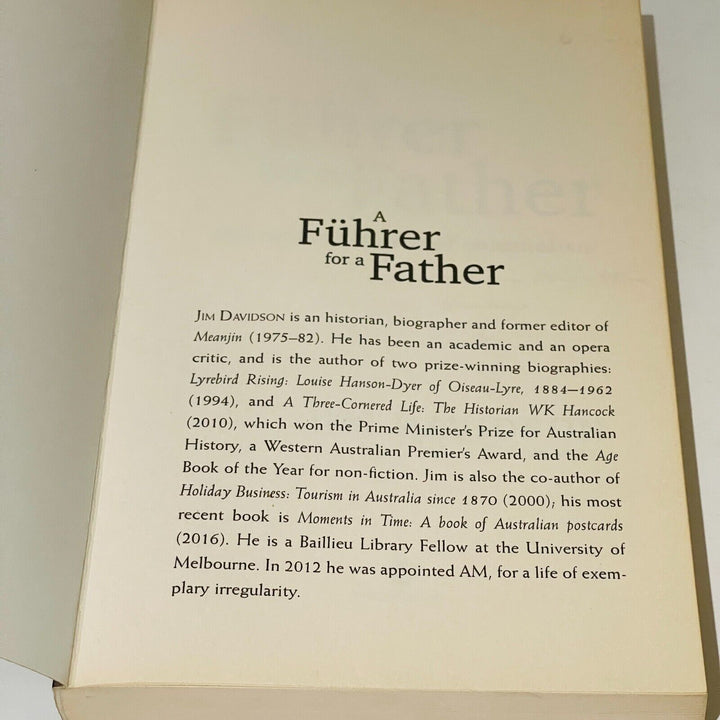 A
Führer
for a Father
JIM DAVIDSON is an historian, biographer and former editor of
Meanjin (1975–82). He has been an academic and an opera
critic, and is the author of two prize-winning biographies:
Lyrebird Rising: Louise Hanson-Dyer of Oiseau-Lyre, 1884–1962
(1994), and A Three-Cornered Life: The Historian WK Hancock
(2010), which won the Prime Minister's Prize for Australian
History, a Western Australian Premier's Award, and the Age
Book of the Year for non-fiction. Jim is also the co-author of
Holiday Business: Tourism in Australia since 1870 (2000); his most
recent book is Moments in Time: A book of Australian postcards
(2016). He is a Baillieu Library Fellow at the University of
Melbourne. In 2012 he was appointed AM, for a life of exem-
plary irregularity.